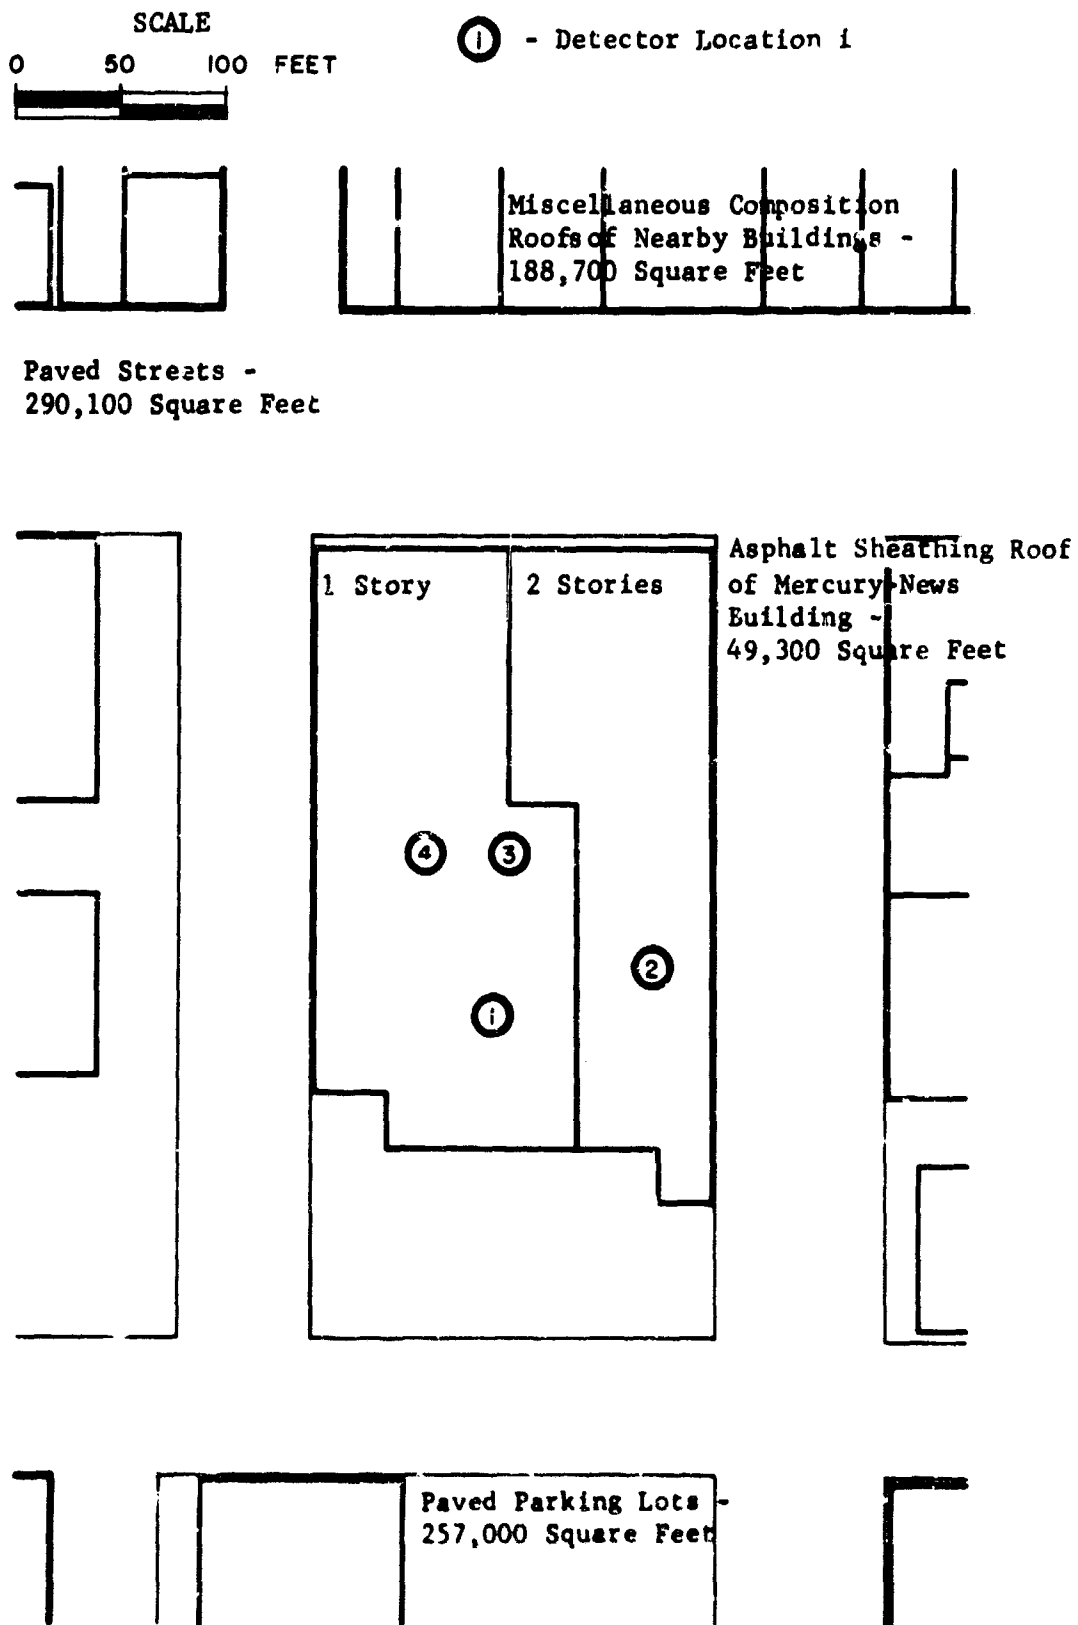 SCALE
0 50 100 FEET
i - Detector Location i
Miscellaneous Composition
Roofs of Nearby Buildings -
188,700 Square Feet
Paved Streets -
290,100 Square Feet
1 Story
2 Stories
Asphalt Sheathing Roof
of Mercury-News
Building -
49,300 Square Feet
4
3
2
1
Paved Parking Lots -
257,000 Square Feet